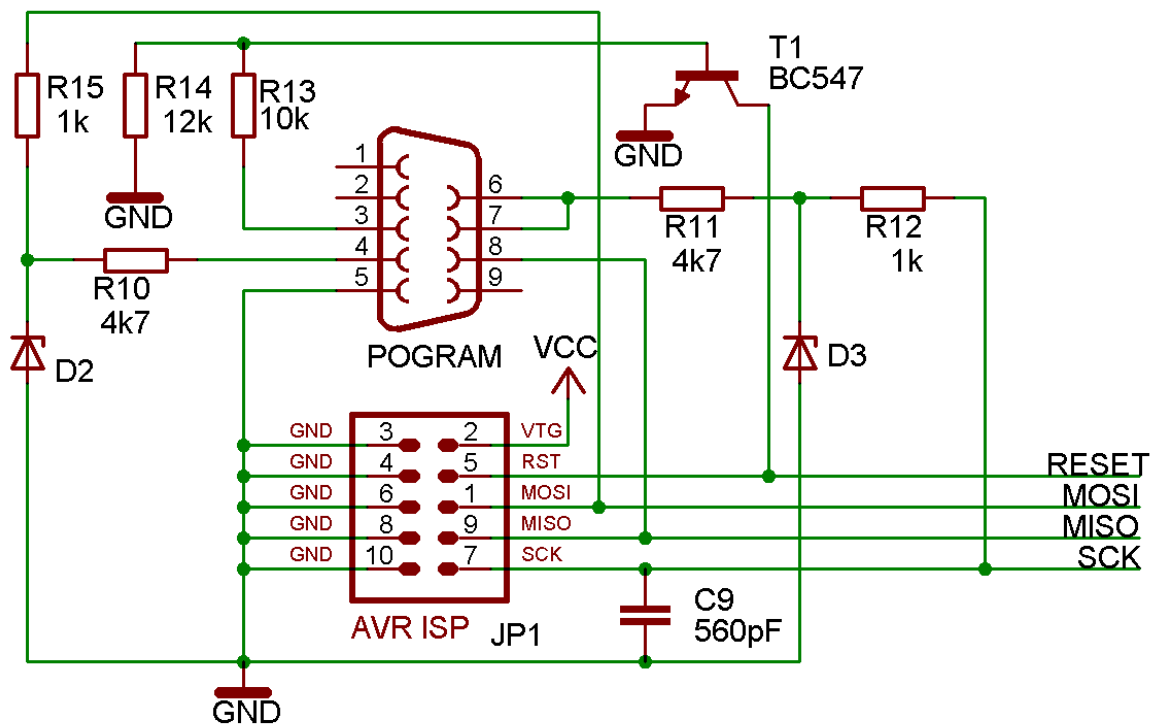 T1
BC547
R15
1k
R14
12k
R13
10k
GND
GND
1
2
3
4
5
6
7
8
9
R11
4k7
R12
1k
R10
4k7
POGRAM
VCC
D2
D3
GND 3 2 VTG
GND 4 5 RST
GND 6 1 MOSI
GND 8 9 MISO
GND 10 7 SCK
RESET
MOSI
MISO
SCK
AVR ISP JP1
C9
560pF
GND